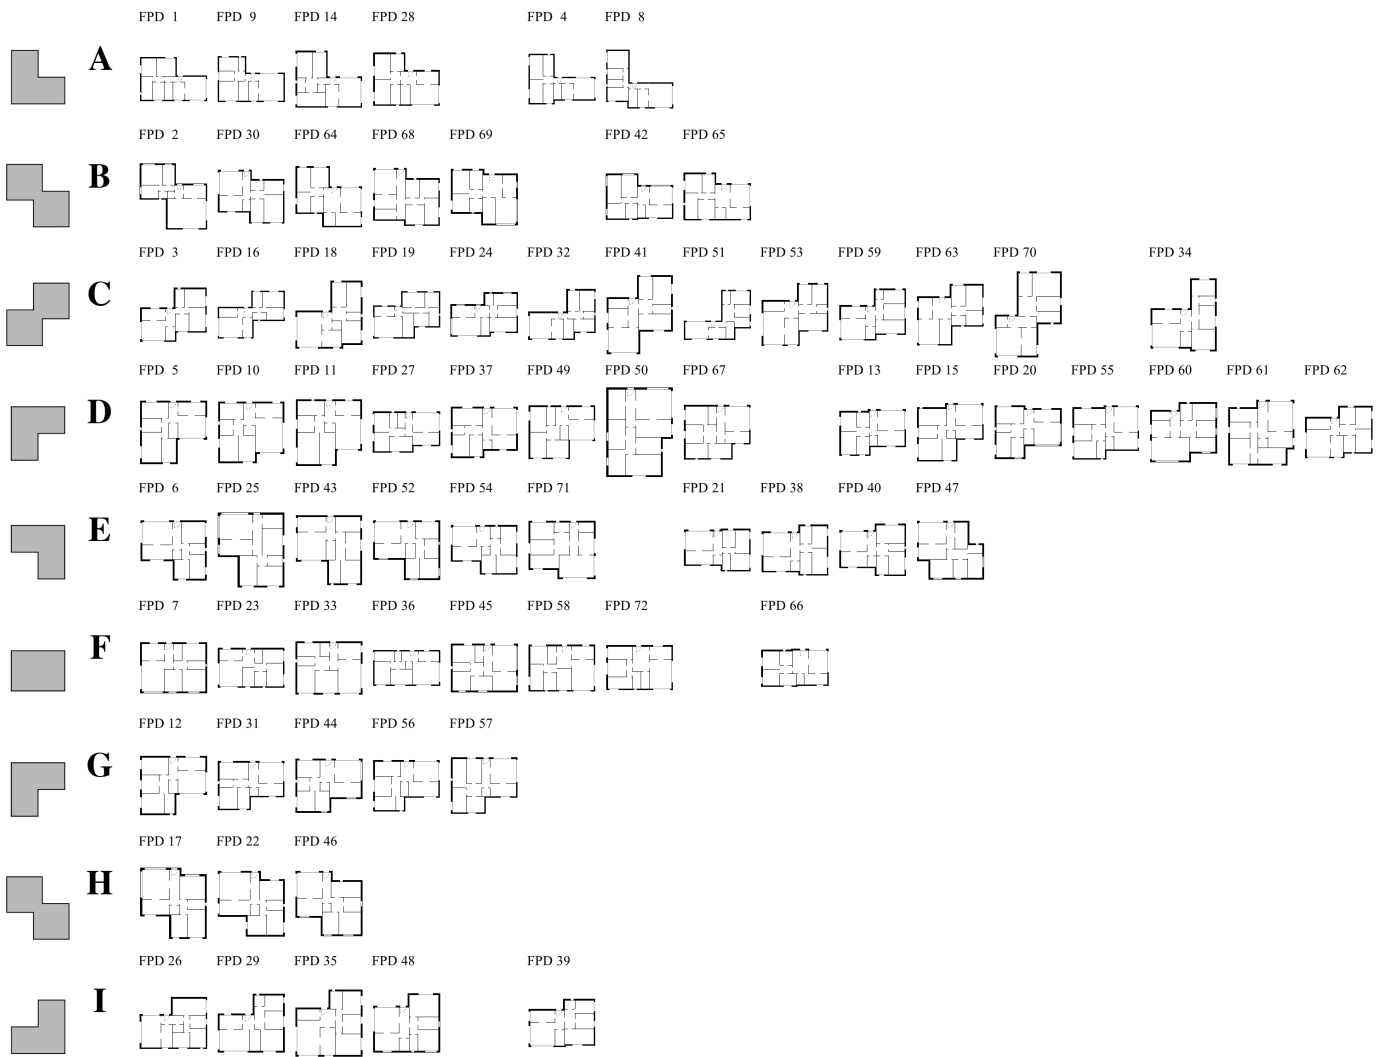 FPD 1 FPD 9 FPD 14 FPD 28 FPD 4 FPD 8
A
FPD 2 FPD 30 FPD 64 FPD 68 FPD 69 FPD 42 FPD 65
B
FPD 3 FPD 16 FPD 18 FPD 19 FPD 24 FPD 32 FPD 41 FPD 51 FPD 53 FPD 59 FPD 63 FPD 70 FPD 34
C
FPD 5 FPD 10 FPD 11 FPD 27 FPD 37 FPD 49 FPD 50 FPD 67 FPD 13 FPD 15 FPD 20 FPD 55 FPD 60 FPD 61 FPD 62
D
FPD 6 FPD 25 FPD 43 FPD 52 FPD 54 FPD 71 FPD 21 FPD 38 FPD 40 FPD 47
E
FPD 7 FPD 23 FPD 33 FPD 36 FPD 45 FPD 58 FPD 72 FPD 66
F
FPD 12 FPD 31 FPD 44 FPD 56 FPD 57
G
FPD 17 FPD 22 FPD 46
H
FPD 26 FPD 29 FPD 35 FPD 48 FPD 39
I